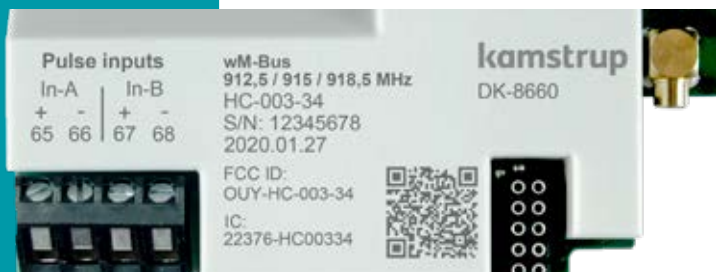 Pulse inputs
In-A In-B
+ - + -
65 66 67 68
wM-Bus
912,5 / 915 / 918,5 MHz
HC-003-34
S/N: 12345678
2020.01.27
FCC ID:
OUY-HC-003-34
IC:
22376-HC00334
kamstrup
DK-8660